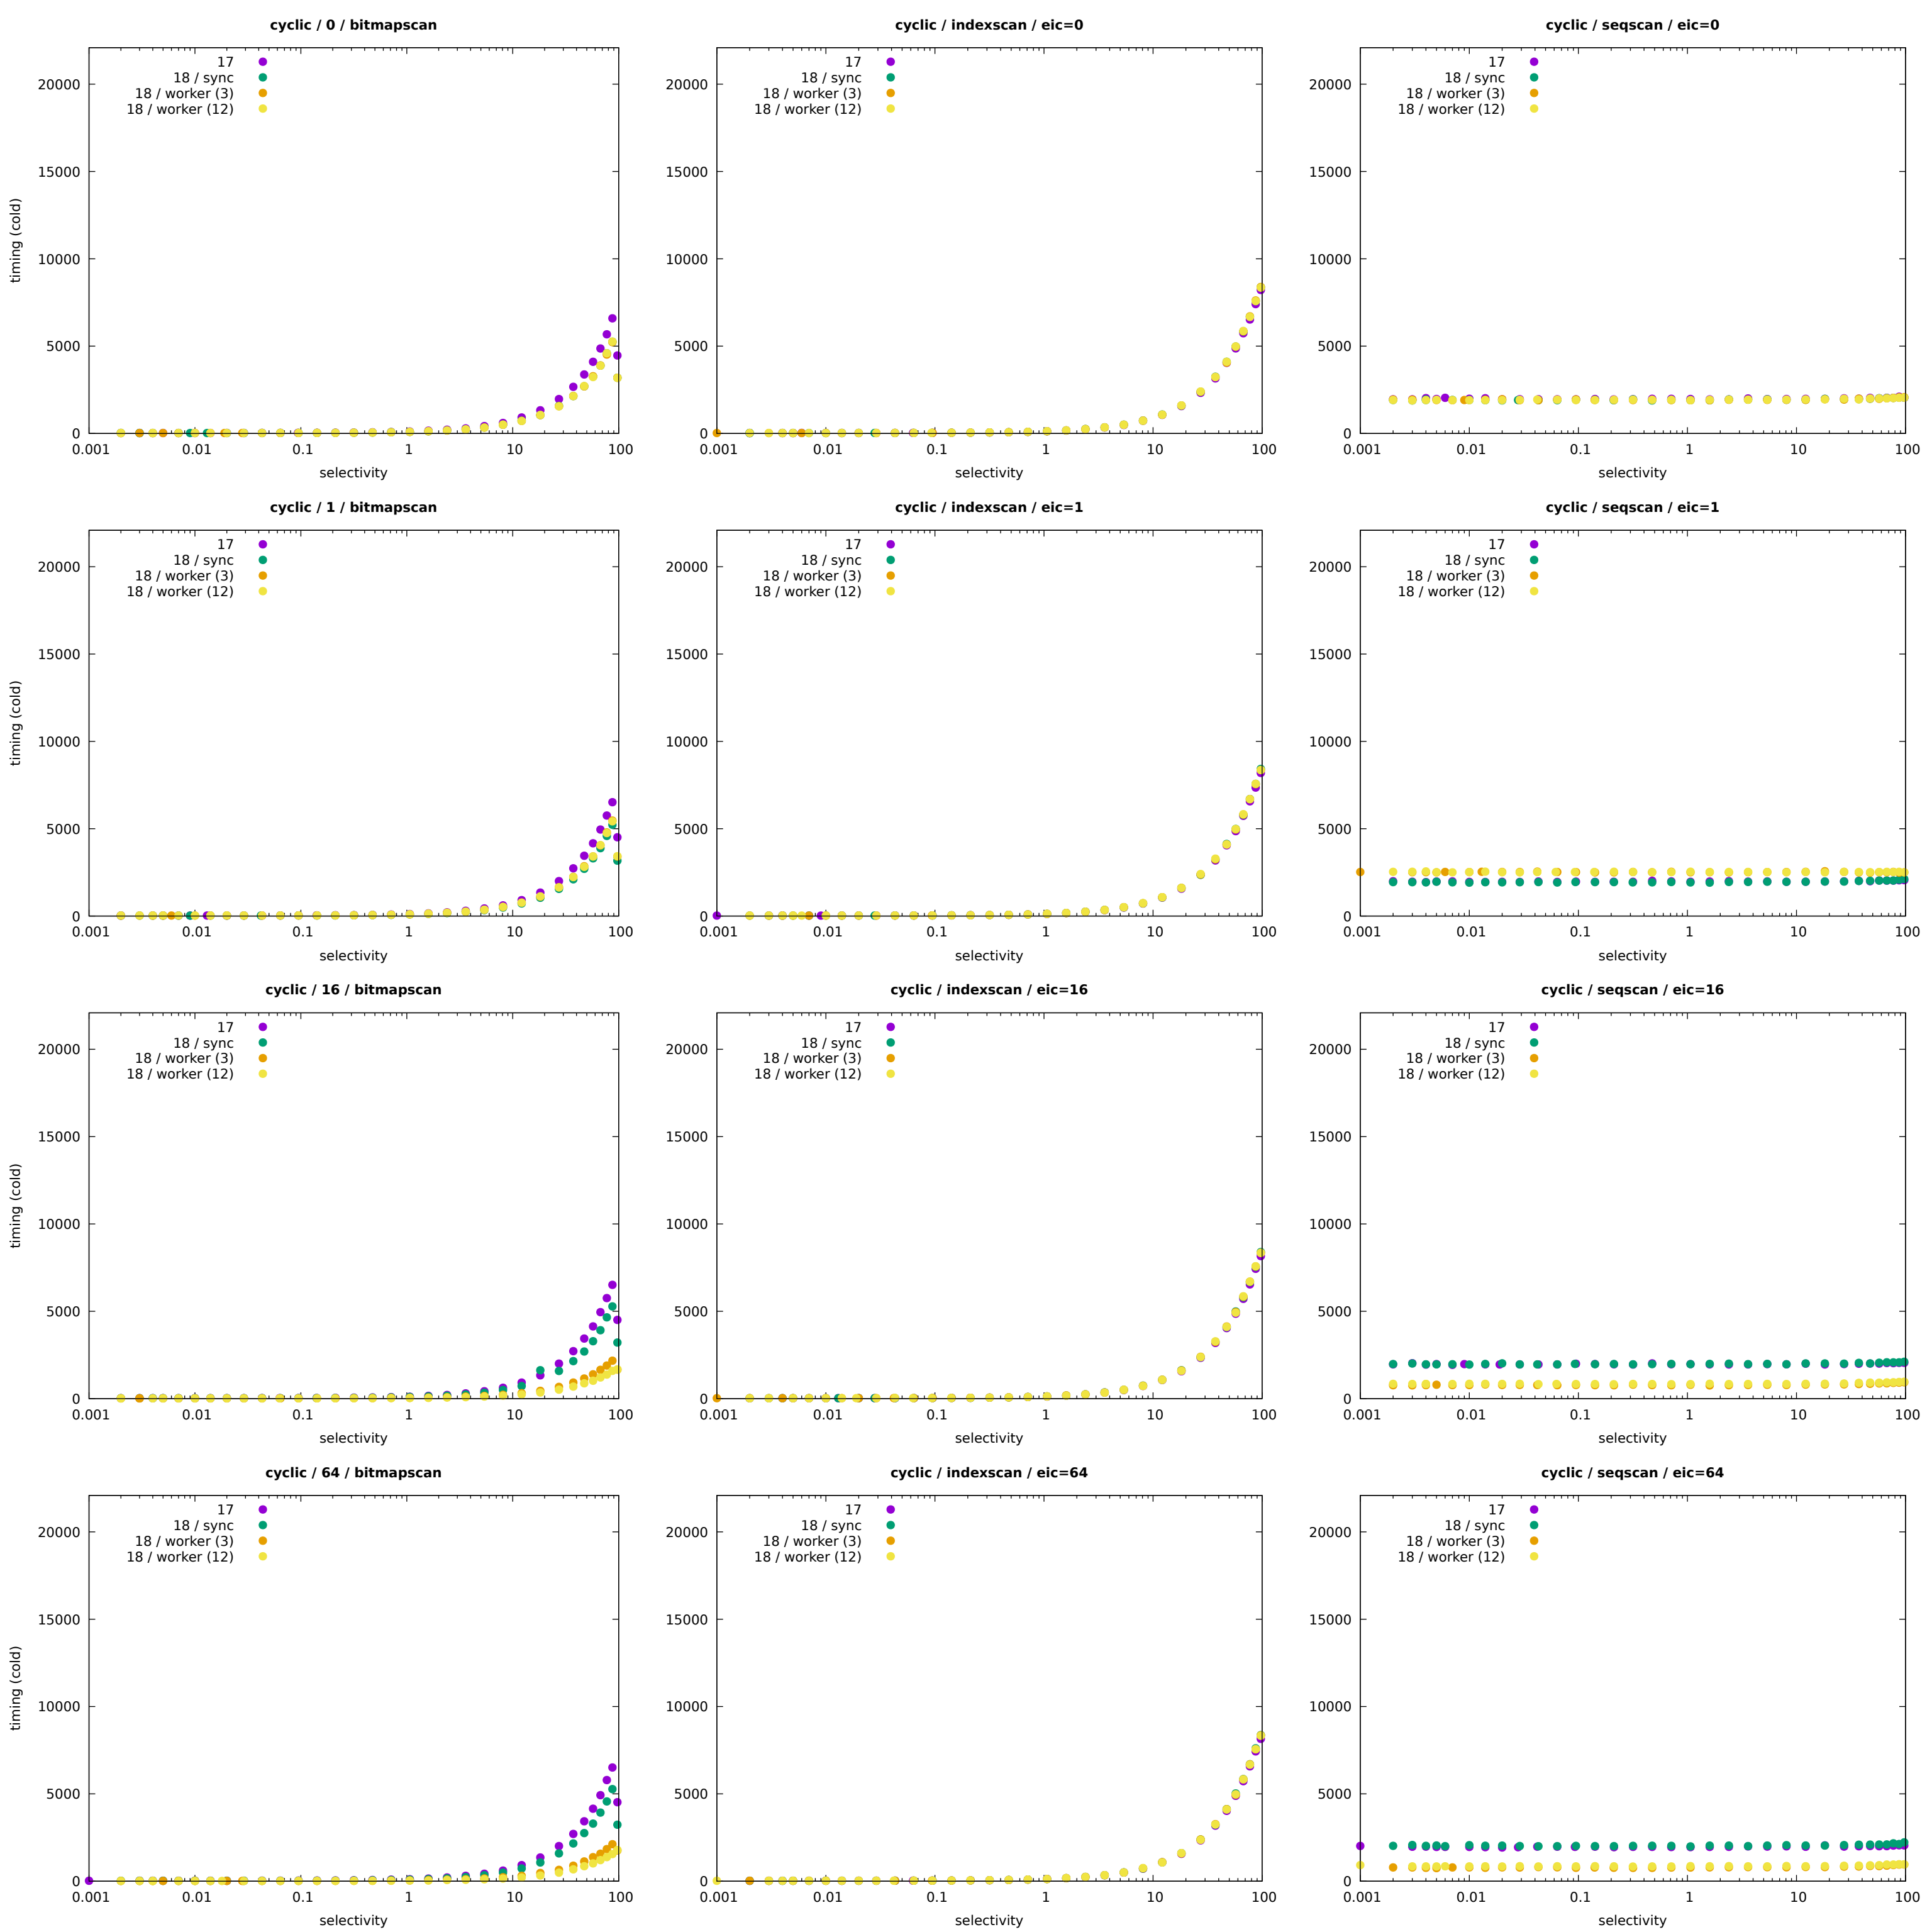 cyclic / 0 / bitmapscan
timing (cold)
20000
15000
10000
5000
0
17
18 / sync
18 / worker (3)
18 / worker (12)
0.001 0.01 0.1 1 10 100
selectivity
cyclic / indexscan / eic=0
20000
15000
10000
5000
0
17
18 / sync
18 / worker (3)
18 / worker (12)
0.001 0.01 0.1 1 10 100
selectivity
cyclic / seqscan / eic=0
20000
15000
10000
5000
0
17
18 / sync
18 / worker (3)
18 / worker (12)
0.001 0.01 0.1 1 10 100
selectivity
cyclic / 1 / bitmapscan
timing (cold)
20000
15000
10000
5000
0
17
18 / sync
18 / worker (3)
18 / worker (12)
0.001 0.01 0.1 1 10 100
selectivity
cyclic / indexscan / eic=1
20000
15000
10000
5000
0
17
18 / sync
18 / worker (3)
18 / worker (12)
0.001 0.01 0.1 1 10 100
selectivity
cyclic / seqscan / eic=1
20000
15000
10000
5000
0
17
18 / sync
18 / worker (3)
18 / worker (12)
0.001 0.01 0.1 1 10 100
selectivity
cyclic / 16 / bitmapscan
timing (cold)
20000
15000
10000
5000
0
17
18 / sync
18 / worker (3)
18 / worker (12)
0.001 0.01 0.1 1 10 100
selectivity
cyclic / indexscan / eic=16
20000
15000
10000
5000
0
17
18 / sync
18 / worker (3)
18 / worker (12)
0.001 0.01 0.1 1 10 100
selectivity
cyclic / seqscan / eic=16
20000
15000
10000
5000
0
17
18 / sync
18 / worker (3)
18 / worker (12)
0.001 0.01 0.1 1 10 100
selectivity
cyclic / 64 / bitmapscan
timing (cold)
20000
15000
10000
5000
0
17
18 / sync
18 / worker (3)
18 / worker (12)
0.001 0.01 0.1 1 10 100
selectivity
cyclic / indexscan / eic=64
20000
15000
10000
5000
0
17
18 / sync
18 / worker (3)
18 / worker (12)
0.001 0.01 0.1 1 10 100
selectivity
cyclic / seqscan / eic=64
20000
15000
10000
5000
0
17
18 / sync
18 / worker (3)
18 / worker (12)
0.001 0.01 0.1 1 10 100
selectivity